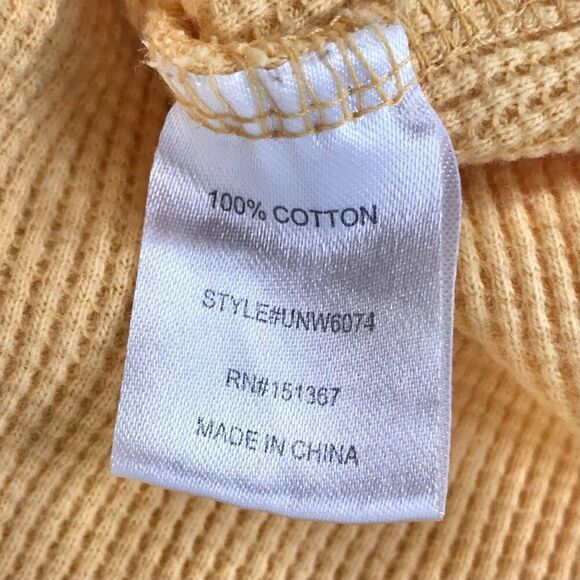 100% COTTON
STYLE#UNW6074
RN#151367
MADE IN CHINA